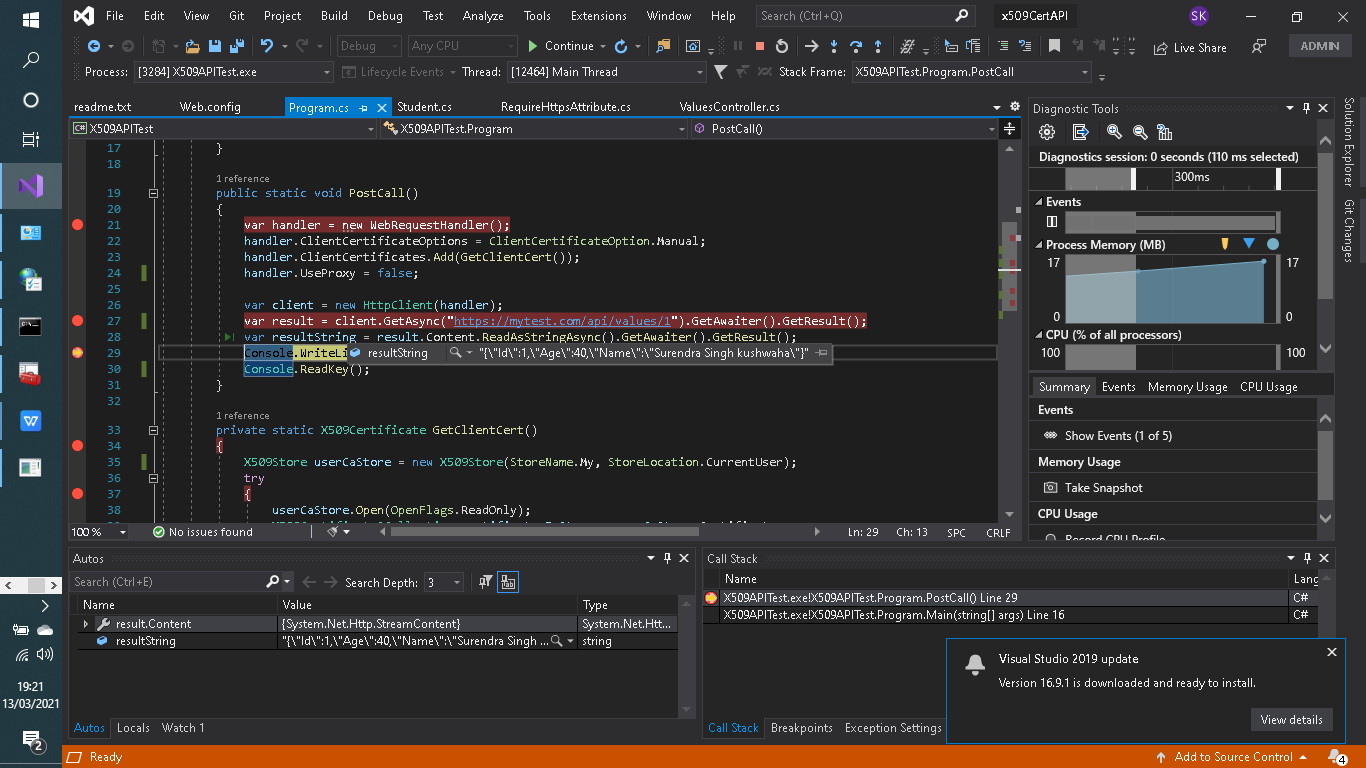 File Edit View Git Project Build Debug Test Analyze Tools Extensions Window Help Search (Ctrl+Q) x509CertAPI SK
Debug Any CPU Continue Live Share ADMIN
Process: [3284] X509APITest.exe Lifecycle Events Thread: [12464] Main Thread Stack Frame: X509APITest.Program.PostCall
readme.txt Web.config Program.cs Student.cs RequireHttpsAttribute.cs ValuesController.cs
C# X509APITest X509APITest.Program PostCall()
17 }
18
1 reference
19 public static void PostCall()
20 {
21 var handler = new WebRequestHandler();
22 handler.ClientCertificateOptions = ClientCertificateOption.Manual;
23 handler.ClientCertificates.Add(GetClientCert());
24 handler.UseProxy = false;
25
26 var client = new HttpClient(handler);
27 var result = client.GetAsync("https://mytest.com/api/values/1").GetAwaiter().GetResult();
28 var resultString = result.Content.ReadAsStringAsync().GetAwaiter().GetResult();
29 Console.WriteLi resultString "{\"Id\":1,\"Age\":40,\"Name\":\"Surendra Singh kushwaha\"}"
30 Console.ReadKey();
31 }
32
1 reference
33 private static X509Certificate GetClientCert()
34 {
35 X509Store userCaStore = new X509Store(StoreName.My, StoreLocation.CurrentUser);
36 try
37 {
38 userCaStore.Open(OpenFlags.ReadOnly);
100 % No issues found Ln: 29 Ch: 13 SPC CRLF
Diagnostic Tools
Diagnostics session: 0 seconds (110 ms selected)
300ms
Events
Process Memory (MB)
17 17
0 0
CPU (% of all processors)
100 100
Summary Events Memory Usage CPU Usage
Events
Show Events (1 of 5)
Memory Usage
Take Snapshot
CPU Usage
Record CPU Profile
Solution Explorer
Git Changes
Autos
Search (Ctrl+E) Search Depth: 3
Name Value Type
result.Content {System.Net.Http.StreamContent} System.Net.Htt...
resultString "{\"Id\":1,\"Age\":40,\"Name\":\"Surendra Singh ... string
Autos Locals Watch 1
Call Stack
Name Lang
X509APITest.exe!X509APITest.Program.PostCall() Line 29 C#
X509APITest.exe!X509APITest.Program.Main(string[] args) Line 16 C#
Call Stack Breakpoints Exception Settings
Visual Studio 2019 update
Version 16.9.1 is downloaded and ready to install.
View details
Ready Add to Source Control 4
19:21
13/03/2021
2